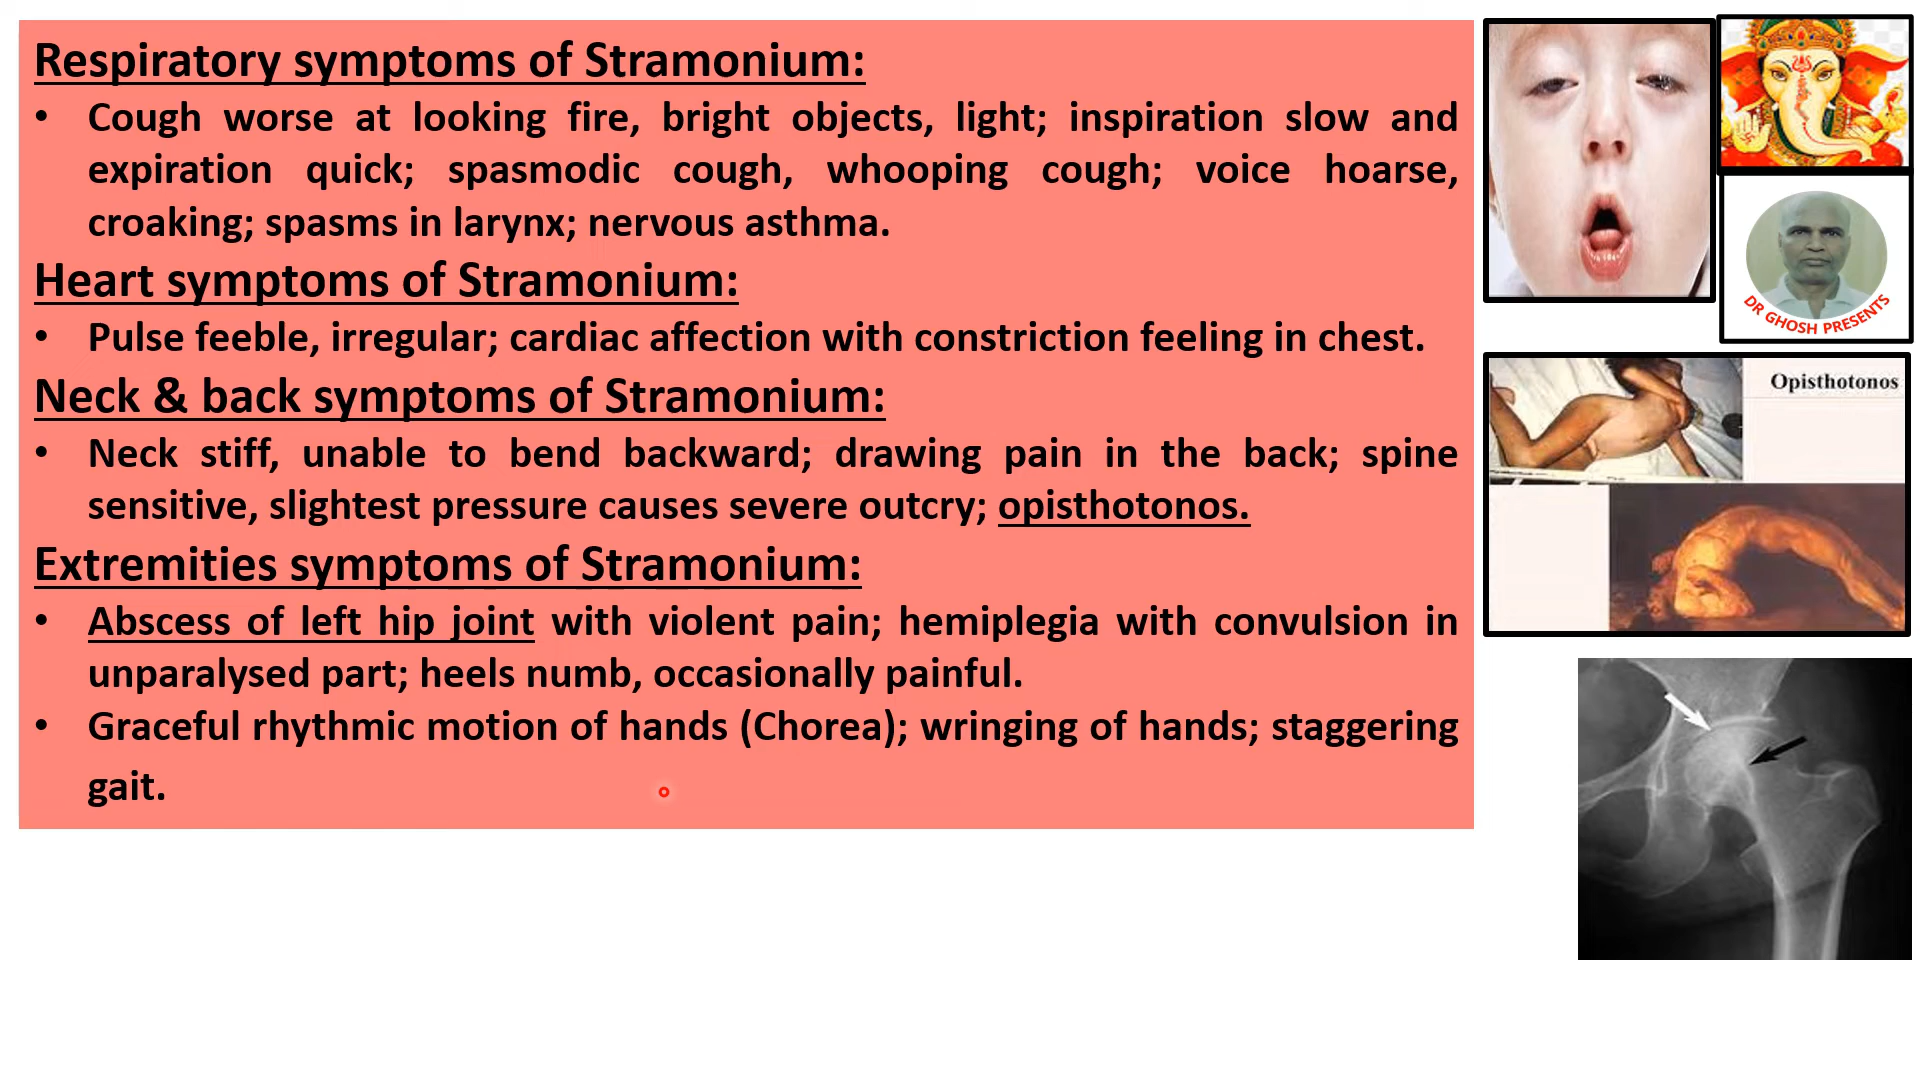 Respiratory symptoms of Stramonium:
• Cough worse at looking fire, bright objects, light; inspiration slow and
expiration quick; spasmodic cough, whooping cough; voice hoarse,
croaking; spasms in larynx; nervous asthma.
Heart symptoms of Stramonium:
• Pulse feeble, irregular; cardiac affection with constriction feeling in chest.
Neck & back symptoms of Stramonium:
• Neck stiff, unable to bend backward; drawing pain in the back; spine
sensitive, slightest pressure causes severe outcry; opisthotonos.
Extremities symptoms of Stramonium:
• Abscess of left hip joint with violent pain; hemiplegia with convulsion in
unparalysed part; heels numb, occasionally painful.
• Graceful rhythmic motion of hands (Chorea); wringing of hands; staggering
gait.
DR GHOSH PRESENTS
Opisthotonos